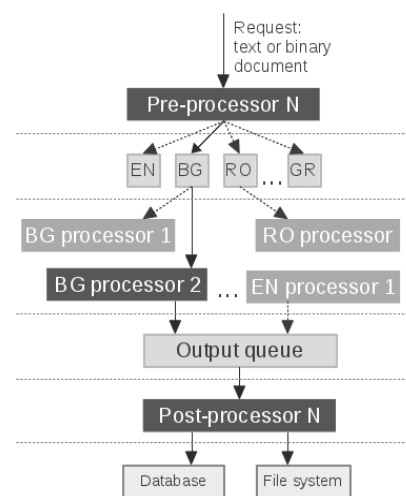 Request:
text or binary
document
Pre-processor N
EN BG RO ... GR
BG processor 1 RO processor
BG processor 2 ... EN processor 1
Output queue
Post-processor N
Database File system